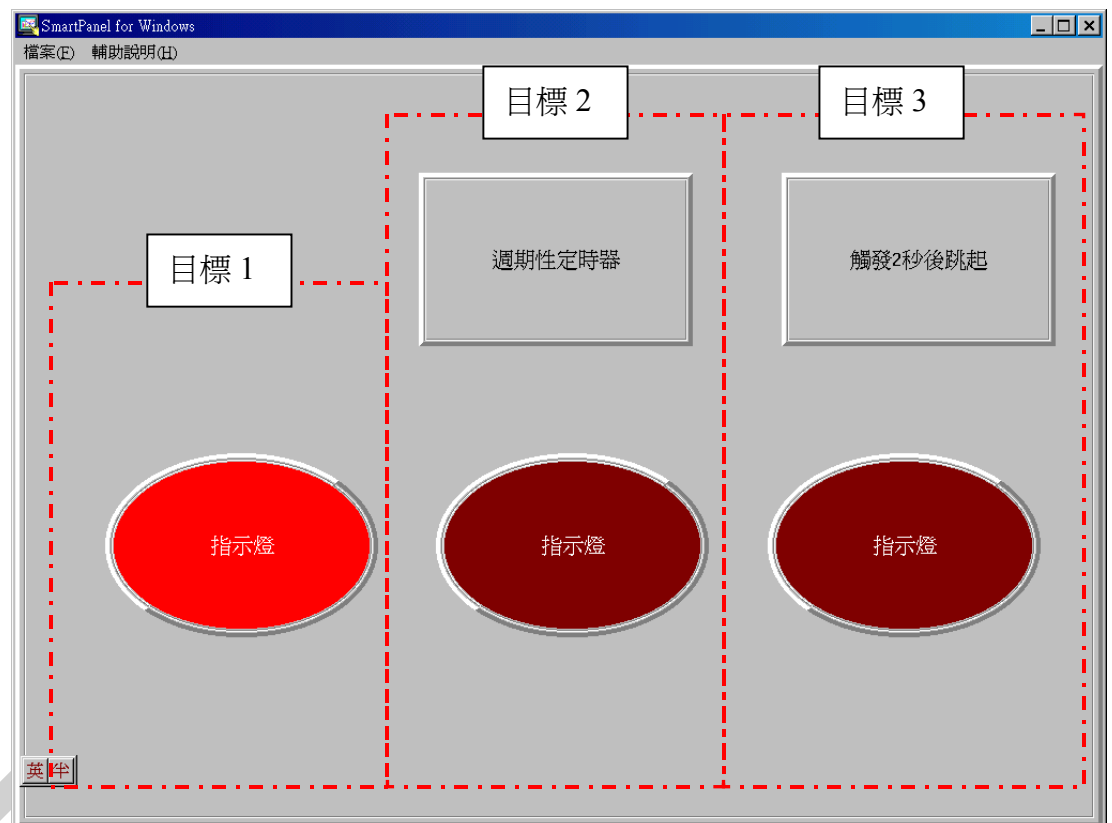 SmartPanel for Windows
檔案(F) 輔助說明(H)
目標 2
目標 3
目標 1
週期性定時器
觸發2秒後跳起
指示燈
指示燈
指示燈
英 半